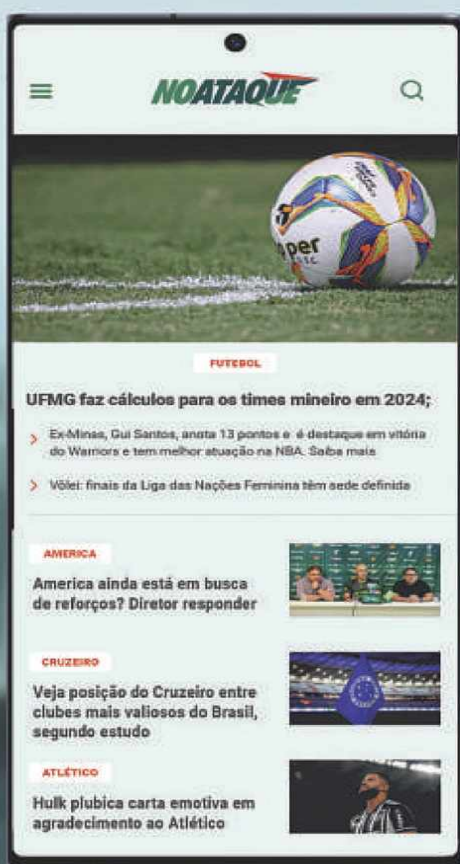 NOATAQUE
per
FUTEBOL
UFMG faz cálculos para os times mineiro em 2024;
Ex-Minas, Gui Santos, anota 13 pontos e é destaque em vitória
do Warriors e tem melhor atuação na NBA. Saiba mais
Vôlei: finais da Liga das Nações Feminina têm sede definida
AMERICA
America ainda está em busca
de reforços? Diretor responder
CRUZEIRO
Veja posição do Cruzeiro entre
clubes mais valiosos do Brasil,
segundo estudo
ATLÉTICO
Hulk plubica carta emotiva em
agradecimento ao Atlético